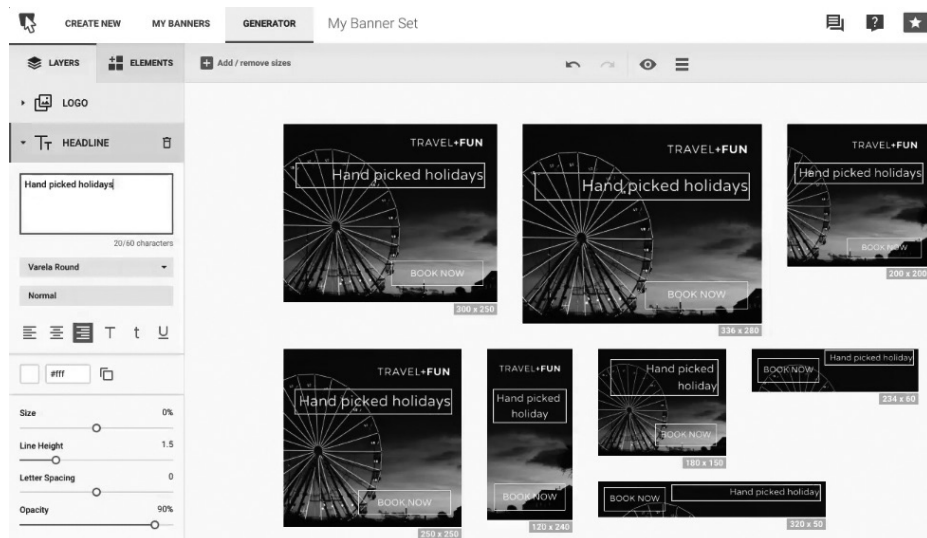 CREATE NEW
MY BANNERS
GENERATOR
My Banner Set
LAYERS
ELEMENTS
Add / remove sizes
LOGO
HEADLINE
Hand picked holidays
20/60 characters
Varela Round
Normal
T t U
#fff
Size 0%
Line Height 1.5
Letter Spacing 0
Opacity 90%
TRAVEL+FUN
Hand picked holidays
BOOK NOW
300 x 250
TRAVEL+FUN
Hand picked holidays
BOOK NOW
336 x 280
TRAVEL+FUN
Hand picked holidays
BOOK NOW
200 x 200
TRAVEL+FUN
Hand picked holidays
BOOK NOW
250 x 250
TRAVEL+FUN
Hand picked
holiday
BOOK NOW
120 x 240
Hand picked
holiday
BOOK NOW
180 x 150
Hand picked holiday
BOOK NOW
234 x 60
BOOK NOW
Hand picked holiday
320 x 50